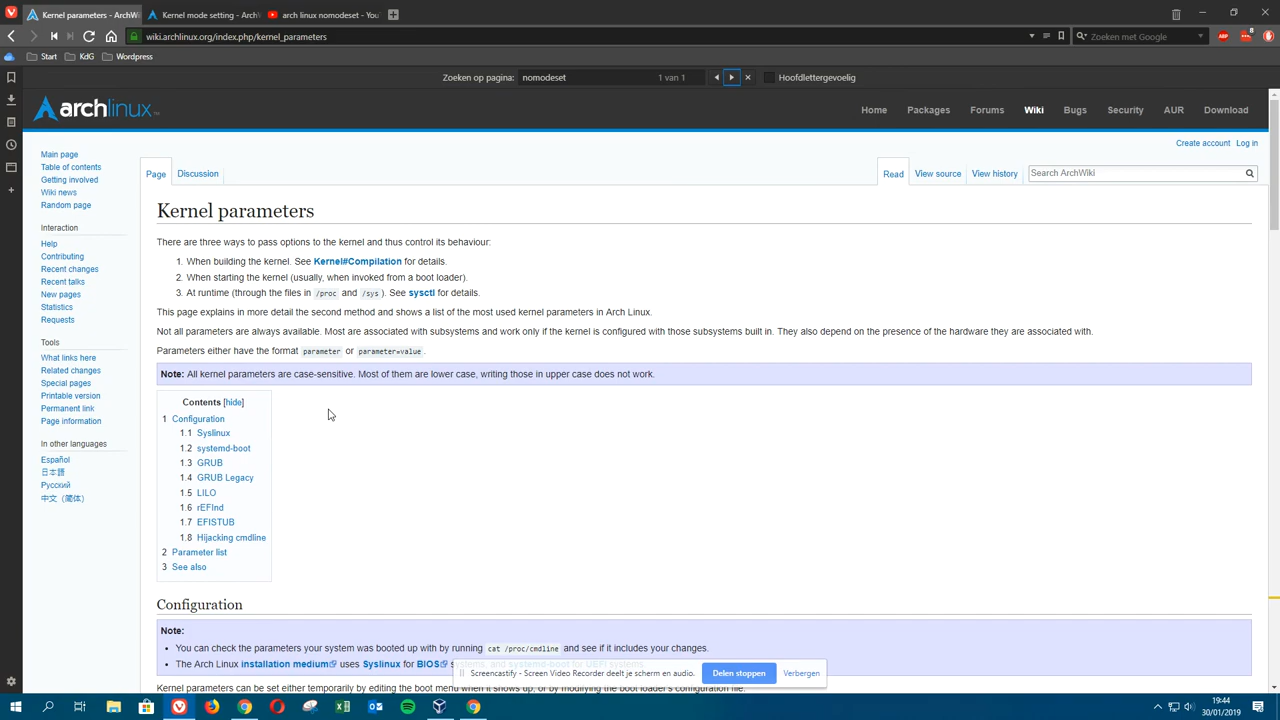 Kernel parameters - ArchWi
Kernel mode setting - ArchW
arch linux nomodeset - You
wiki.archlinux.org/index.php/kernel_parameters
Zoeken met Google
ABP
8
Start
KdG
Wordpress
Zoeken op pagina:
nomodeset
1 van 1
Hoofdlettergevoelig
archlinux
Home
Packages
Forums
Wiki
Bugs
Security
AUR
Download
Create account
Log in
Main page
Table of contents
Getting involved
Wiki news
Random page
Interaction
Help
Contributing
Recent changes
Recent talks
New pages
Statistics
Requests
Tools
What links here
Related changes
Special pages
Printable version
Permanent link
Page information
In other languages
Español
日本語
Русский
中文（简体）
Page
Discussion
Read
View source
View history
Search ArchWiki
Kernel parameters
There are three ways to pass options to the kernel and thus control its behaviour:
1. When building the kernel. See Kernel#Compilation for details.
2. When starting the kernel (usually, when invoked from a boot loader).
3. At runtime (through the files in /proc and /sys). See sysctl for details.
This page explains in more detail the second method and shows a list of the most used kernel parameters in Arch Linux.
Not all parameters are always available. Most are associated with subsystems and work only if the kernel is configured with those subsystems built in. They also depend on the presence of the hardware they are associated with.
Parameters either have the format parameter or parameter=value.
Note: All kernel parameters are case-sensitive. Most of them are lower case, writing those in upper case does not work.
Contents [hide]
1 Configuration
1.1 Syslinux
1.2 systemd-boot
1.3 GRUB
1.4 GRUB Legacy
1.5 LILO
1.6 rEFInd
1.7 EFISTUB
1.8 Hijacking cmdline
2 Parameter list
3 See also
Configuration
Note:
• You can check the parameters your system was booted up with by running cat /proc/cmdline and see if it includes your changes.
• The Arch Linux installation medium uses Syslinux for BIOS systems, and systemd-boot for UEFI systems.
Kernel parameters can be set either temporarily by editing the boot menu when it shows up, or by modifying the boot loader's configuration file.
Screencastify - Screen Video Recorder deelt je scherm en audio.
Delen stoppen
Verbergen
19:44
30/01/2019